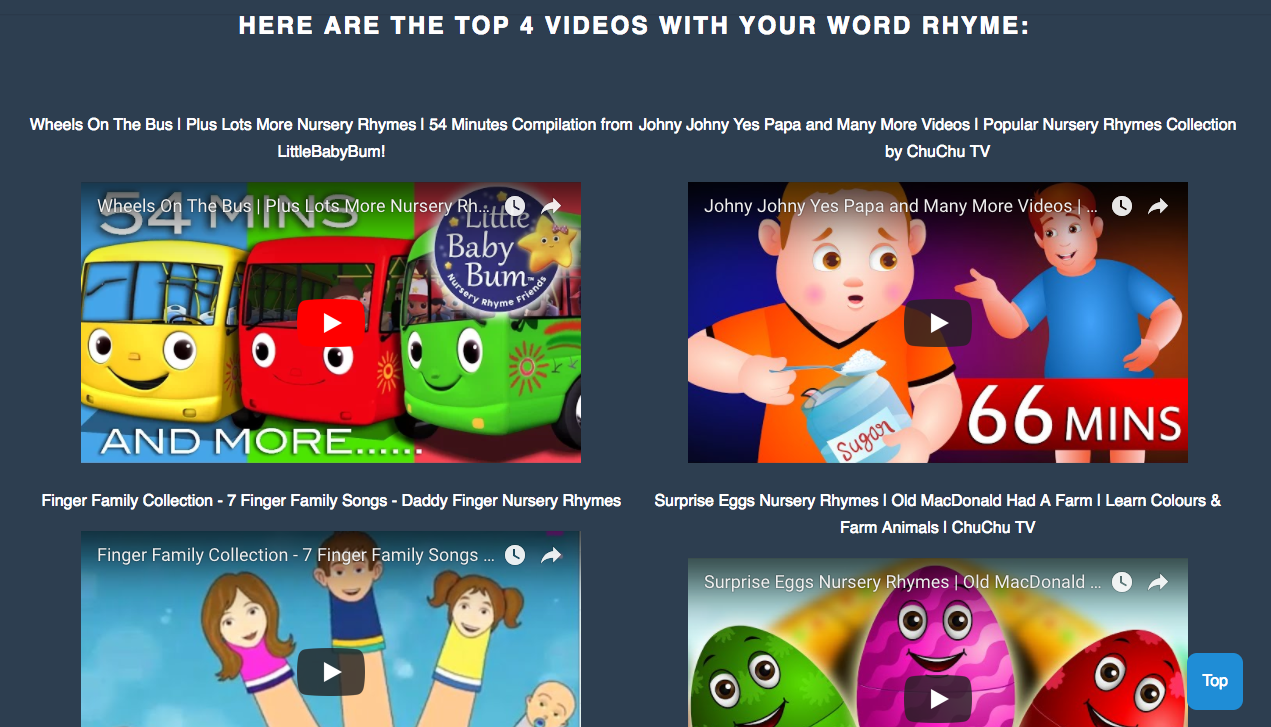 HERE ARE THE TOP 4 VIDEOS WITH YOUR WORD RHYME:
Wheels On The Bus | Plus Lots More Nursery Rhymes | 54 Minutes Compilation from
LittleBabyBum!
Johny Johny Yes Papa and Many More Videos | Popular Nursery Rhymes Collection
by ChuChu TV
54 MINS
Wheels On The Bus | Plus Lots More Nursery Rh...
Little
Baby
Bum™
Nursery Rhyme Friends
AND MORE......
Johny Johny Yes Papa and Many More Videos | ...
Sugar
66 MINS
Finger Family Collection - 7 Finger Family Songs - Daddy Finger Nursery Rhymes
Surprise Eggs Nursery Rhymes | Old MacDonald Had A Farm | Learn Colours &
Farm Animals | ChuChu TV
Finger Family Collection - 7 Finger Family Songs ...
Surprise Eggs Nursery Rhymes | Old MacDonald ...
Top